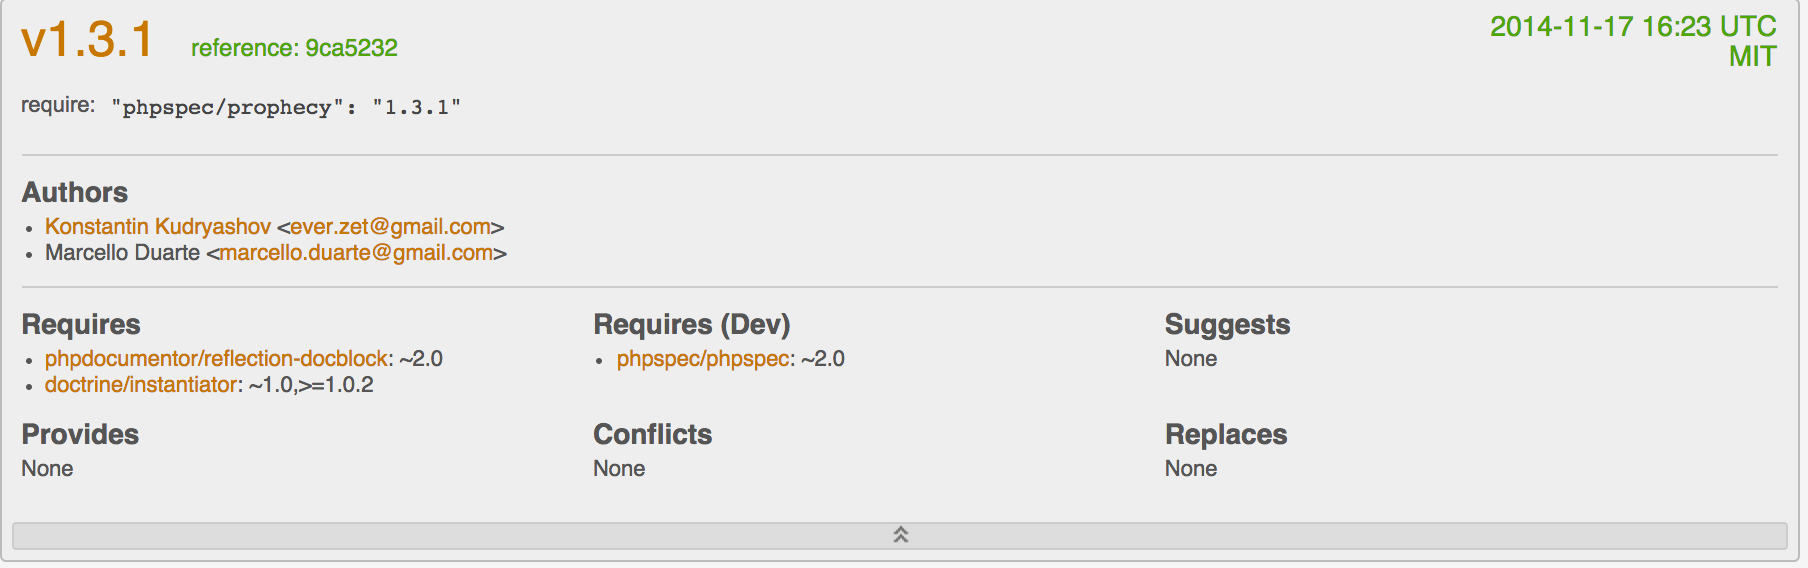 v1.3.1 reference: 9ca5232
2014-11-17 16:23 UTC
MIT
require: "phpspec/prophecy": "1.3.1"
Authors
• Konstantin Kudryashov <ever.zet@gmail.com>
• Marcello Duarte <marcello.duarte@gmail.com>
Requires
• phpdocumentor/reflection-docblock: ~2.0
• doctrine/instantiator: ~1.0,>=1.0.2
Requires (Dev)
• phpspec/phpspec: ~2.0
Suggests
None
Provides
None
Conflicts
None
Replaces
None